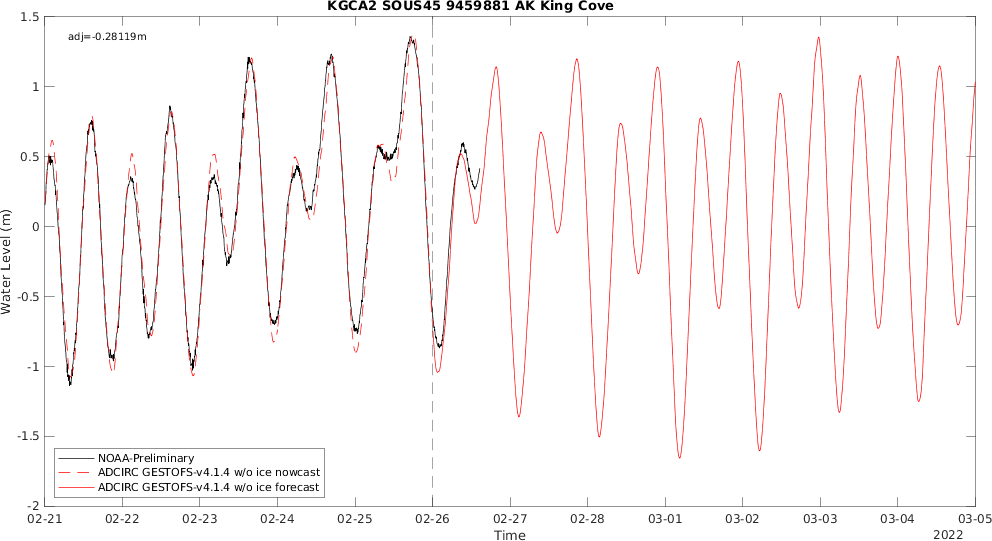 KGCA2 SOUS45 9459881 AK King Cove
adj=-0.28119m
1.5
1
0.5
0
-0.5
-1
-1.5
-2
Water Level (m)
NOAA-Preliminary
ADCIRC GESTOFS-v4.1.4 w/o ice nowcast
ADCIRC GESTOFS-v4.1.4 w/o ice forecast
02-21 02-22 02-23 02-24 02-25 02-26 02-27 02-28 03-01 03-02 03-03 03-04 03-05
Time
2022